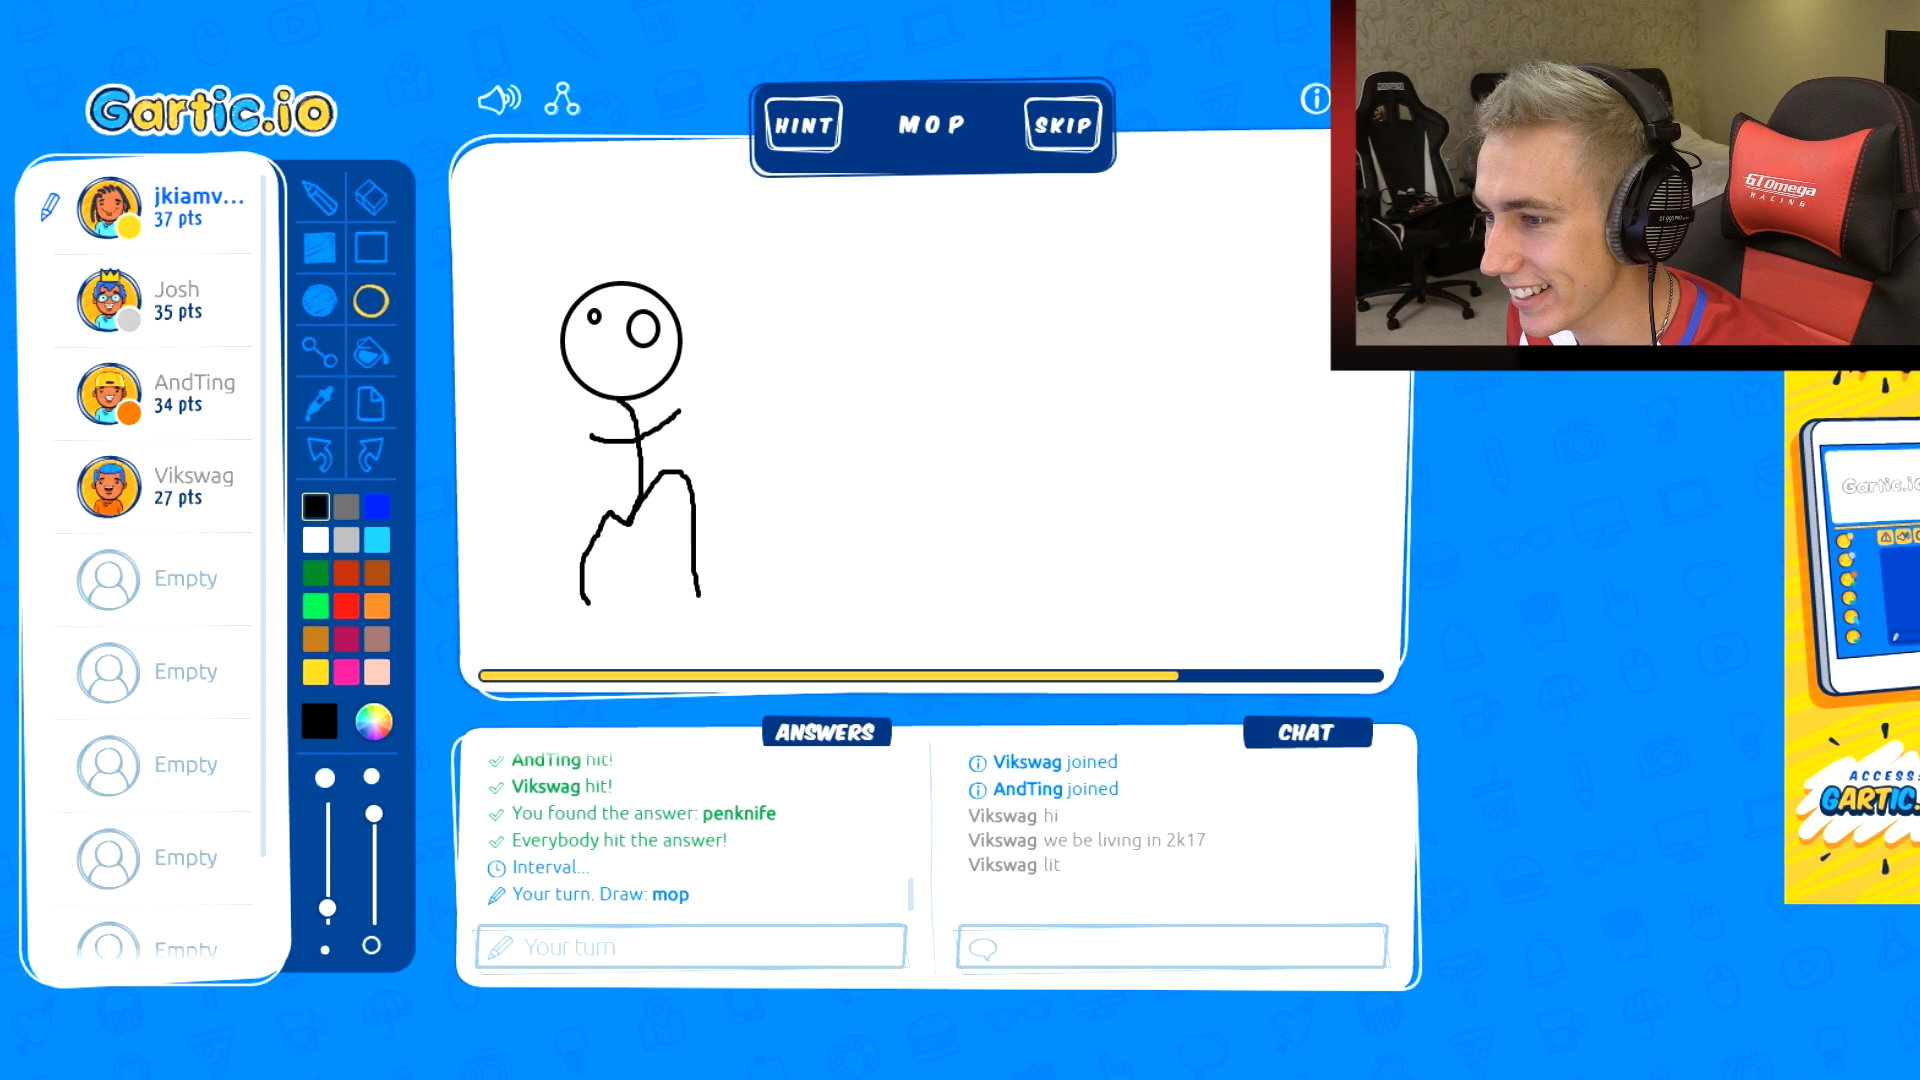 Gartic.io
HINT
MOP
SKIP
jkiamv...
37 pts
Josh
35 pts
AndTing
34 pts
Vikswag
27 pts
Empty
Empty
Empty
Empty
Empty
ANSWERS
AndTing hit!
Vikswag hit!
You found the answer: penknife
Everybody hit the answer!
Interval...
Your turn. Draw: mop
Your turn
CHAT
Vikswag joined
AndTing joined
Vikswag hi
Vikswag we be living in 2k17
Vikswag lit
GT Omega
RACING
Gartic.io
ACCESS:
GARTIC.